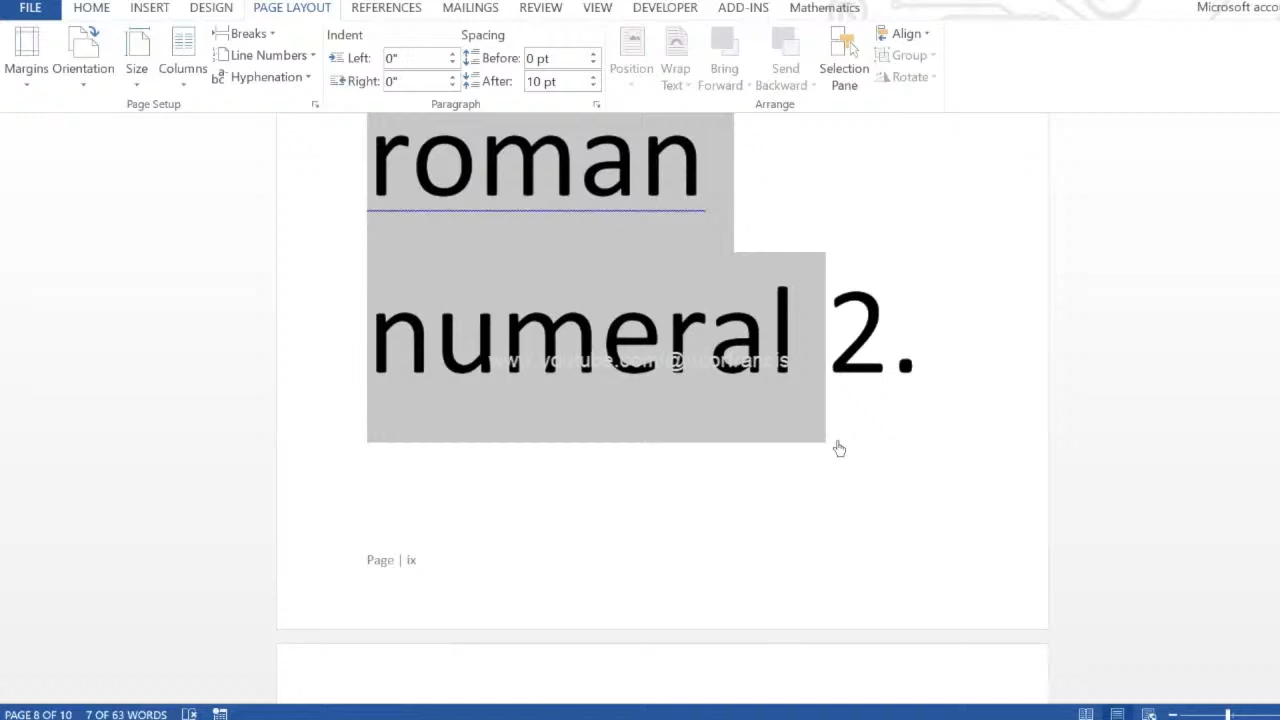 FILE HOME INSERT DESIGN PAGE LAYOUT REFERENCES MAILINGS REVIEW VIEW DEVELOPER ADD-INS Mathematics Microsoft acco
Breaks Indent Spacing Align
Line Numbers Left: 0" Before: 0 pt Group
Margins Orientation Size Columns Hyphenation Right: 0" After: 10 pt Position Wrap Text Bring Forward Send Backward Selection Pane Rotate
Page Setup Paragraph Arrange
roman
numeral 2.
Page | ix
PAGE 8 OF 10 7 OF 63 WORDS